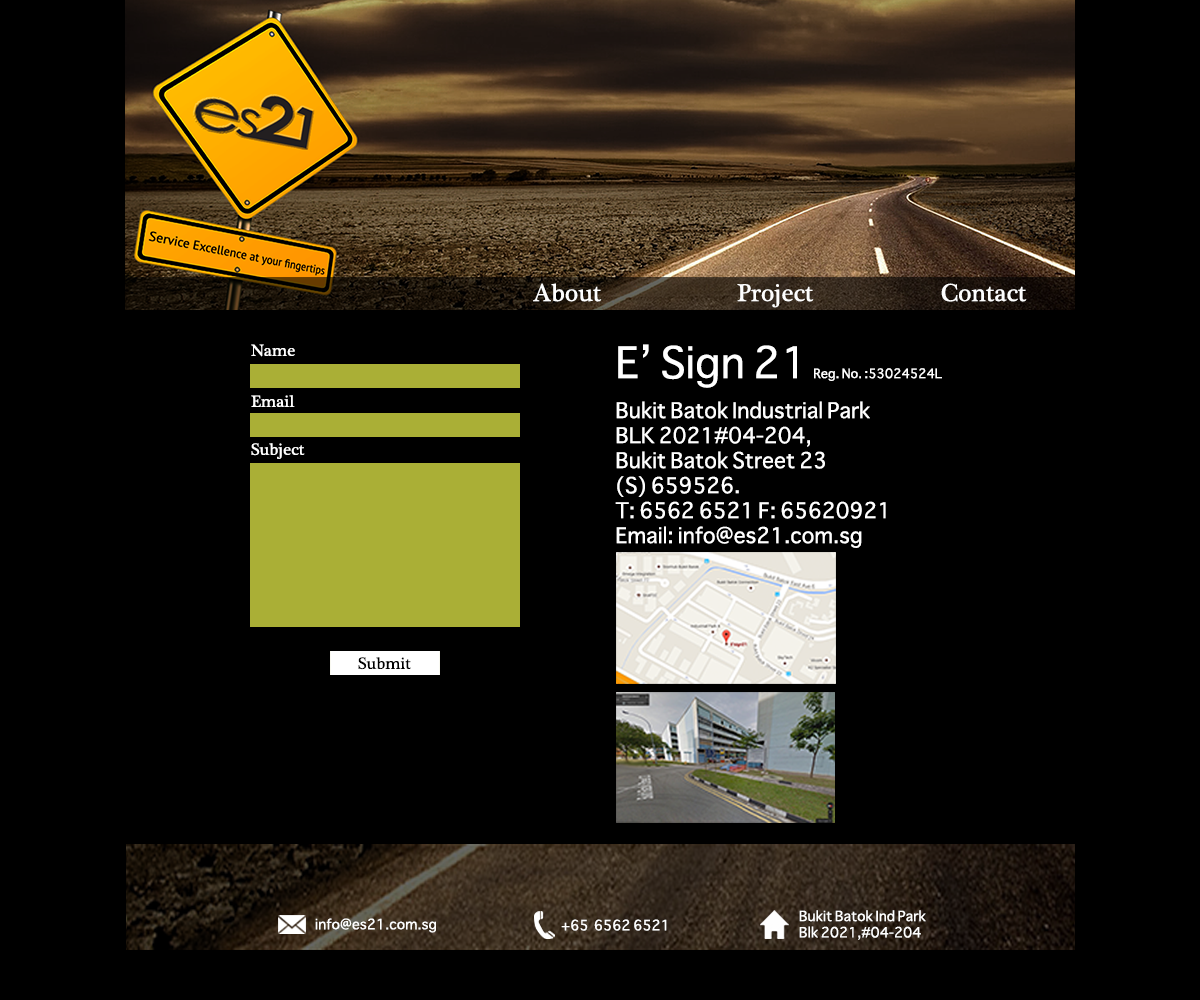 es21
Service Excellence at your fingertips
About
Project
Contact
Name
Email
Subject
Submit
E’ Sign 21 Reg. No. :53024524L
Bukit Batok Industrial Park
BLK 2021#04-204,
Bukit Batok Street 23
(S) 659526.
T: 6562 6521 F: 65620921
Email: info@es21.com.sg
info@es21.com.sg
+65 6562 6521
Bukit Batok Ind Park
Blk 2021,#04-204